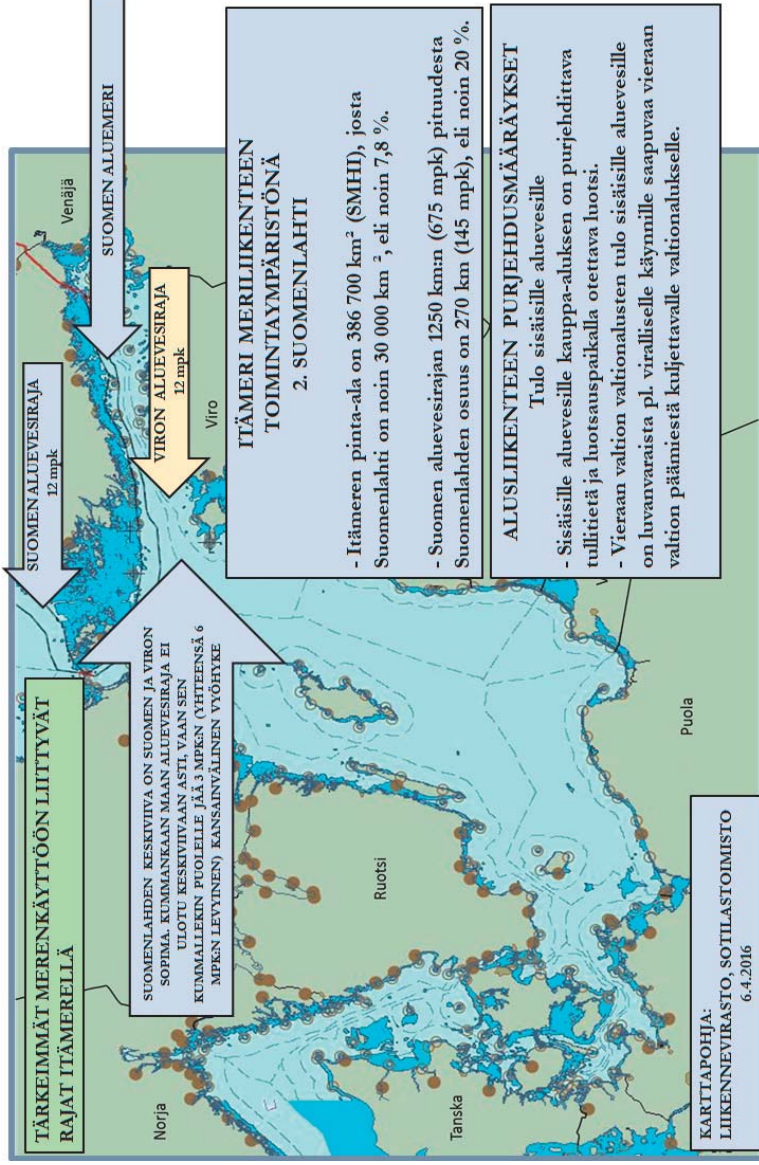 TÄRKEIMMÄT MERENKÄYTTÖÖN LIITTYVÄT
RAJAT ITÄMERELLÄ
SUOMEN ALUEVESIRAJA
12 mpk
SUOMEN ALUEMERI
VIRON ALUEVESIRAJA
12 mpk
SUOMENLAHDEN KESKIVIIVA ON SUOMEN JA VIRON
SOPIMA. KUMMANKAAN MAAN ALUEVESIRAJA EI
ULOTU KESKIVIIVAAN ASTI, VAAN SEN
KUMMALLEKIN PUOLELLE JÄÄ 3 MPK:N (YHTEENSÄ 6
MPK:N LEVYINEN) KANSAINVÄLINEN VYÖHYKE
Venäjä
Viro
Norja
Ruotsi
Tanska
Puola
ITÄMERI MERILIIKENTEEN
TOIMINTAYMPÄRISTÖNÄ
2. SUOMENLAHTI
- Itämeren pinta-ala on 386 700 km² (SMHI), josta
Suomenlahti on noin 30 000 km ², eli noin 7,8 %.
- Suomen aluevesirajan 1250 km:n (675 mpk) pituudesta
Suomenlahden osuus on 270 km (145 mpk), eli noin 20 %.
ALUSLIIKENTEEN PURJEHDUSMÄÄRÄYKSET
Tulo sisäisille aluevesille
- Sisäisille aluevesille kauppa-aluksen on purjehdittava
tullitietä ja luotsauspaikalla otettava luotsi.
- Vieraan valtion valtionalusten tulo sisäisille aluevesille
on luvanvaraista pl. viralliselle käynnille saapuvaa vieraan
valtion päämiestä kuljettavalle valtionalukselle.
KARTTAPOHJA:
LIIKENNEVIRASTO, SOTILASTOIMISTO
6.4.2016